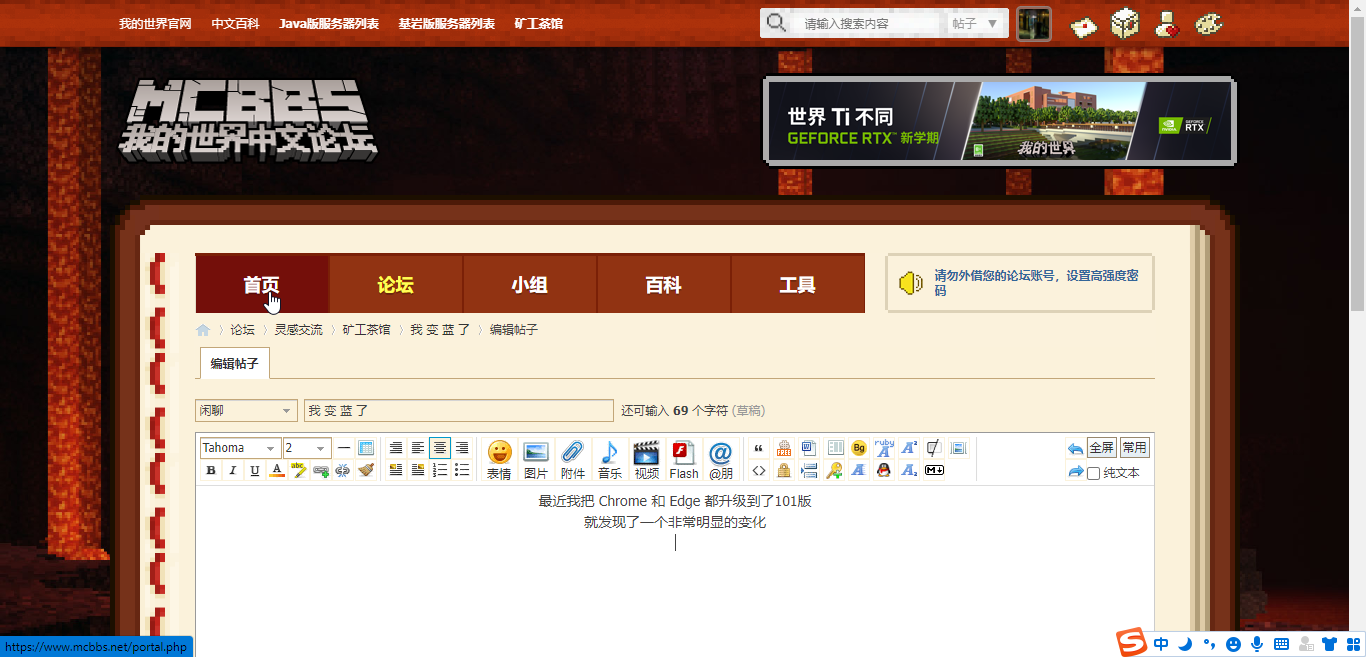 我的世界官网 中文百科 Java版服务器列表 基岩版服务器列表 矿工茶馆 请输入搜索内容 帖子
MCBBS
我的世界中文论坛
世界 Ti 不同
GEFORCE RTX™ 新学期
我的世界
NVIDIA GEFORCE RTX
首页 论坛 小组 百科 工具
请勿外借您的论坛账号，设置高强度密
码
论坛 灵感交流 矿工茶馆 我 变 蓝 了 编辑帖子
编辑帖子
闲聊 我 变 蓝 了 还可输入 69 个字符 (草稿)
Tahoma 2 全屏 常用
B I U A 表情 图片 附件 音乐 视频 Flash @朋 纯文本
最近我把 Chrome 和 Edge 都升级到了101版
就发现了一个非常明显的变化
https://www.mcbbs.net/portal.php
中